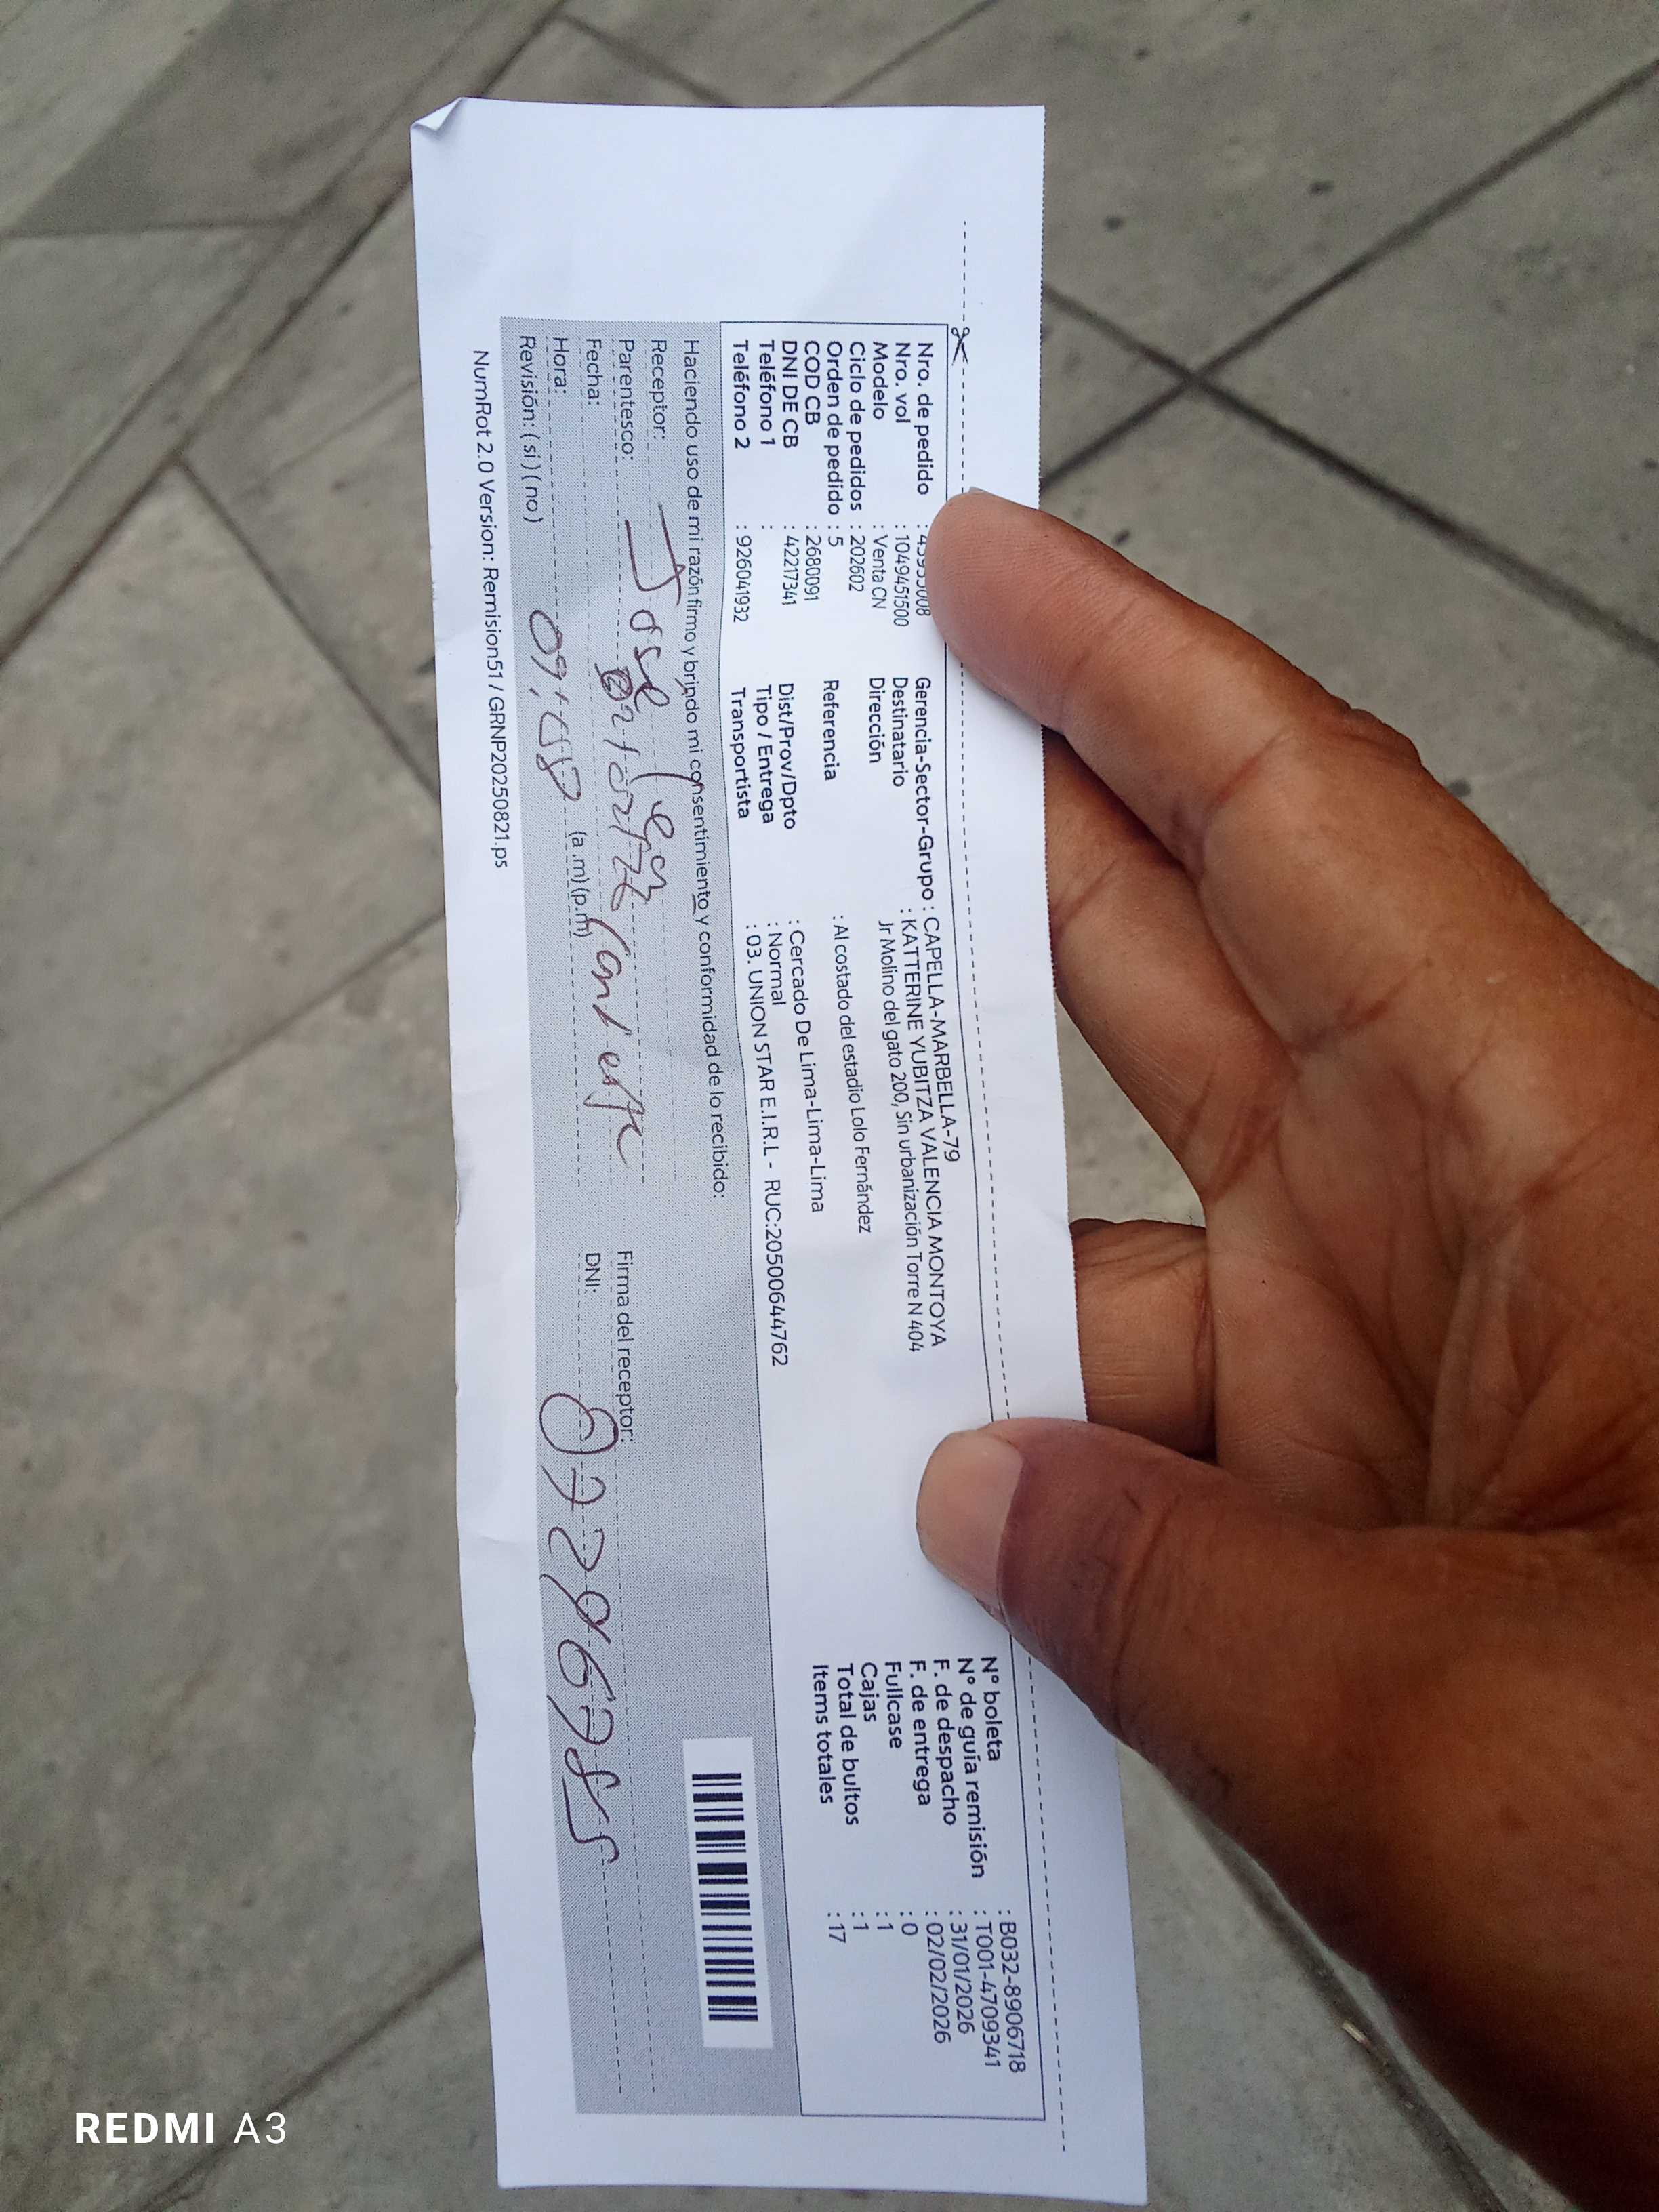 Nro. de pedido :
Nro. vol : 1049451500
Modelo : Venta CN
Ciclo de pedidos : 202602
Orden de pedido : 5
COD CB : 2680091
DNI DE CB : 42217341
Teléfono 1 :
Teléfono 2 : 926041932
Gerencia-Sector-Grupo : CAPELLA-MARBELLA-79
Destinatario : KATTERINE YUBITZA VALENCIA MONTOYA
Dirección Jr Molino del gato 200, Sin urbanización Torre N 404
Referencia : Al costado del estadio Lolo Fernández
Dist/Prov/Dpto : Cercado De Lima-Lima-Lima
Tipo / Entrega : Normal
Transportista : 03. UNION STAR E.I.R.L - RUC:20500644762
N° boleta : B032-8906718
N° de guía remisión : T001-4709341
F. de despacho : 31/01/2026
F. de entrega : 02/02/2026
Fullcase : 0
Cajas : 1
Total de bultos : 1
Items totales : 17
Haciendo uso de mi razón firmo y brindo mi consentimiento y conformidad de lo recibido:
Receptor: Jose
Parentesco:
Fecha: 02/02/26
Hora: (a.m) (p.m)
Revisión: ( si ) ( no )
Firma del receptor:
DNI:
NumRot 2.0 Version: Remision51 / GRNP20250821.ps
REDMI A3